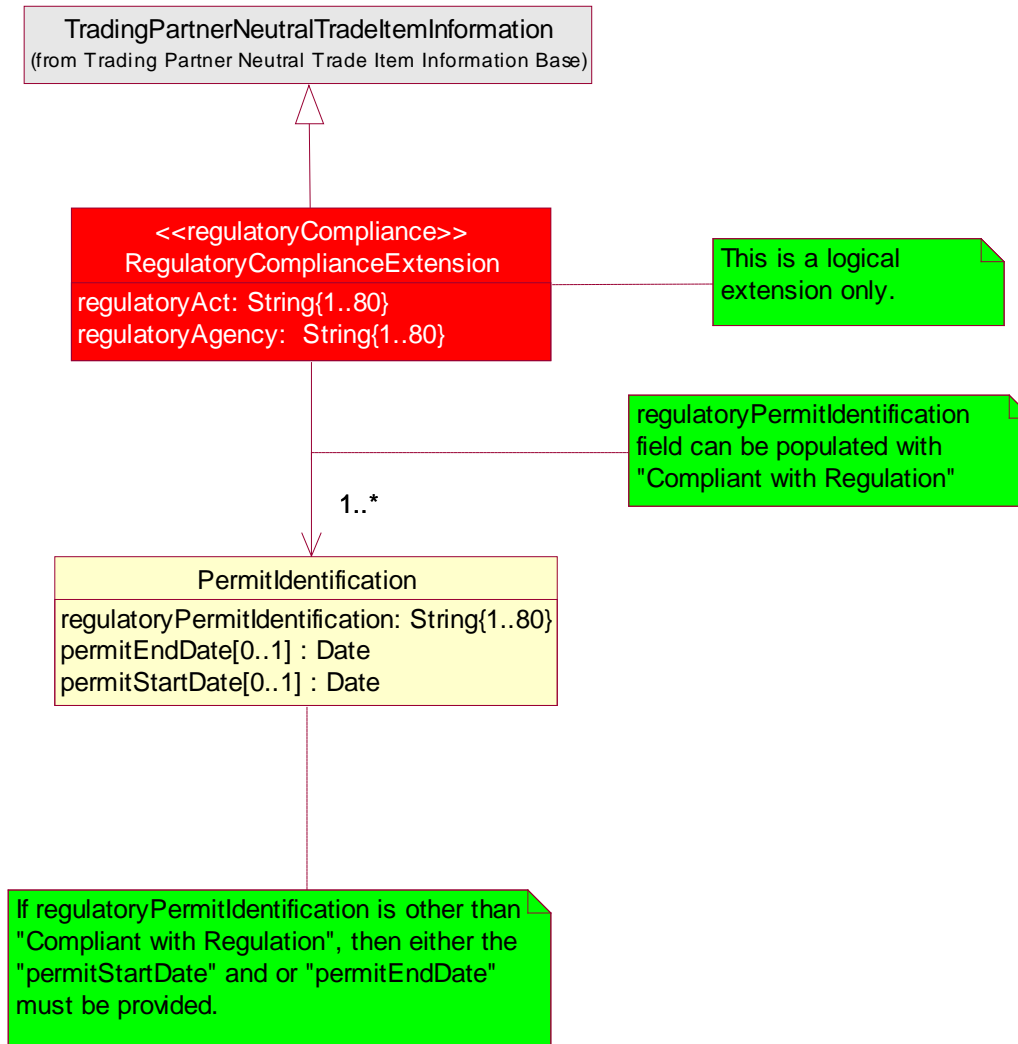 TradingPartnerNeutralTradeItemInformation
(from Trading Partner Neutral Trade Item Information Base)
<<regulatoryCompliance>>
RegulatoryComplianceExtension
regulatoryAct: String{1..80}
regulatoryAgency:  String{1..80}
This is a logical
extension only.
regulatoryPermitIdentification
field can be populated with
"Compliant with Regulation"
1..*
PermitIdentification
regulatoryPermitIdentification: String{1..80}
permitEndDate[0..1] : Date
permitStartDate[0..1] : Date
If regulatoryPermitIdentification is other than
"Compliant with Regulation", then either the
"permitStartDate" and or "permitEndDate"
must be provided.